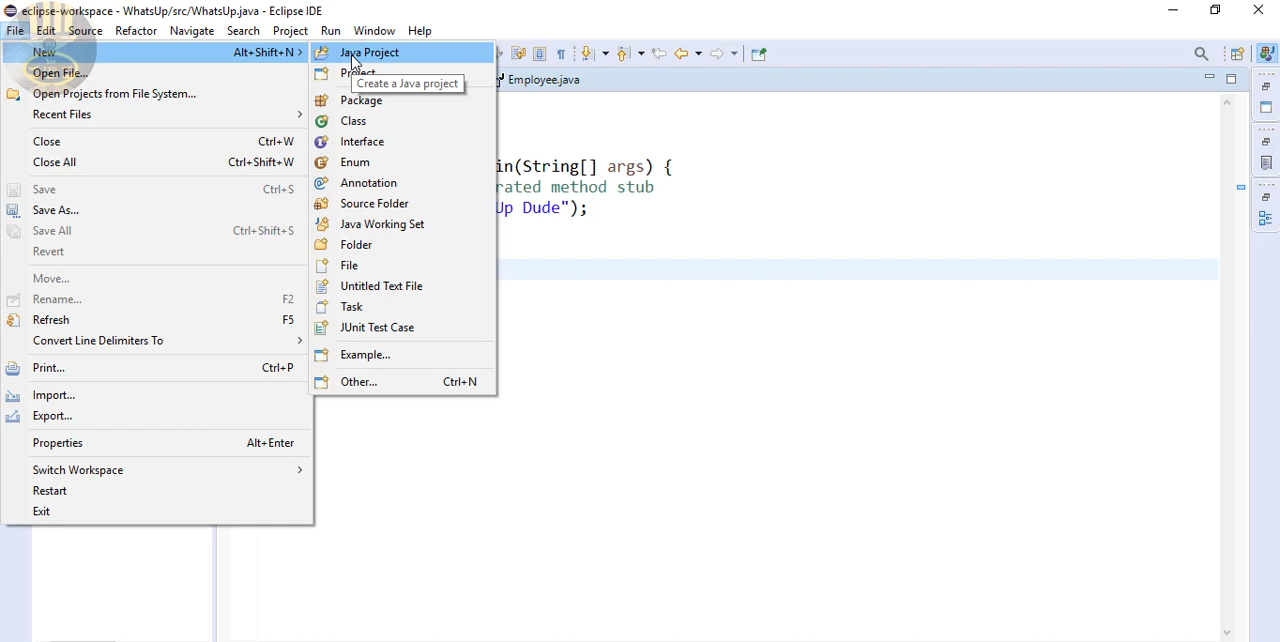 eclipse-workspace - WhatsUp/src/WhatsUp.java - Eclipse IDE
File Edit Source Refactor Navigate Search Project Run Window Help
New Alt+Shift+N
Open File...
Open Projects from File System...
Recent Files
Close Ctrl+W
Close All Ctrl+Shift+W
Save Ctrl+S
Save As...
Save All Ctrl+Shift+S
Revert
Move...
Rename... F2
Refresh F5
Convert Line Delimiters To
Print... Ctrl+P
Import...
Export...
Properties Alt+Enter
Switch Workspace
Restart
Exit
Java Project
Project...
Create a Java project
Package
Class
Interface
Enum
Annotation
Source Folder
Java Working Set
Folder
File
Untitled Text File
Task
JUnit Test Case
Example...
Other... Ctrl+N
Employee.java
in(String[] args) {
rated method stub
Up Dude");